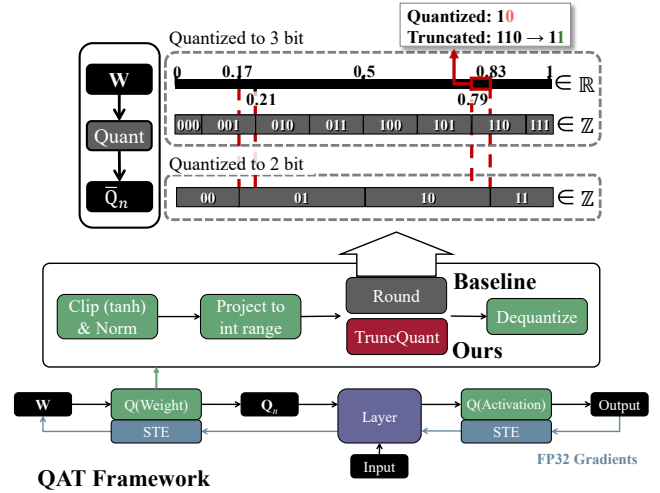 Quantized: 10
Truncated: 110 → 11
Quantized to 3 bit
0 0.17 0.5 0.83 1
∈ ℝ
0.21 0.79
000 001 010 011 100 101 110 111
∈ ℤ
Quantized to 2 bit
00 01 10 11
∈ ℤ
W
Quant
Q̅n
Baseline
Clip (tanh)
& Norm
Project to
int range
Round
TruncQuant
Dequantize
Ours
W
Q(Weight)
STE
Qn
Layer
Q(Activation)
STE
Output
Input
FP32 Gradients
QAT Framework